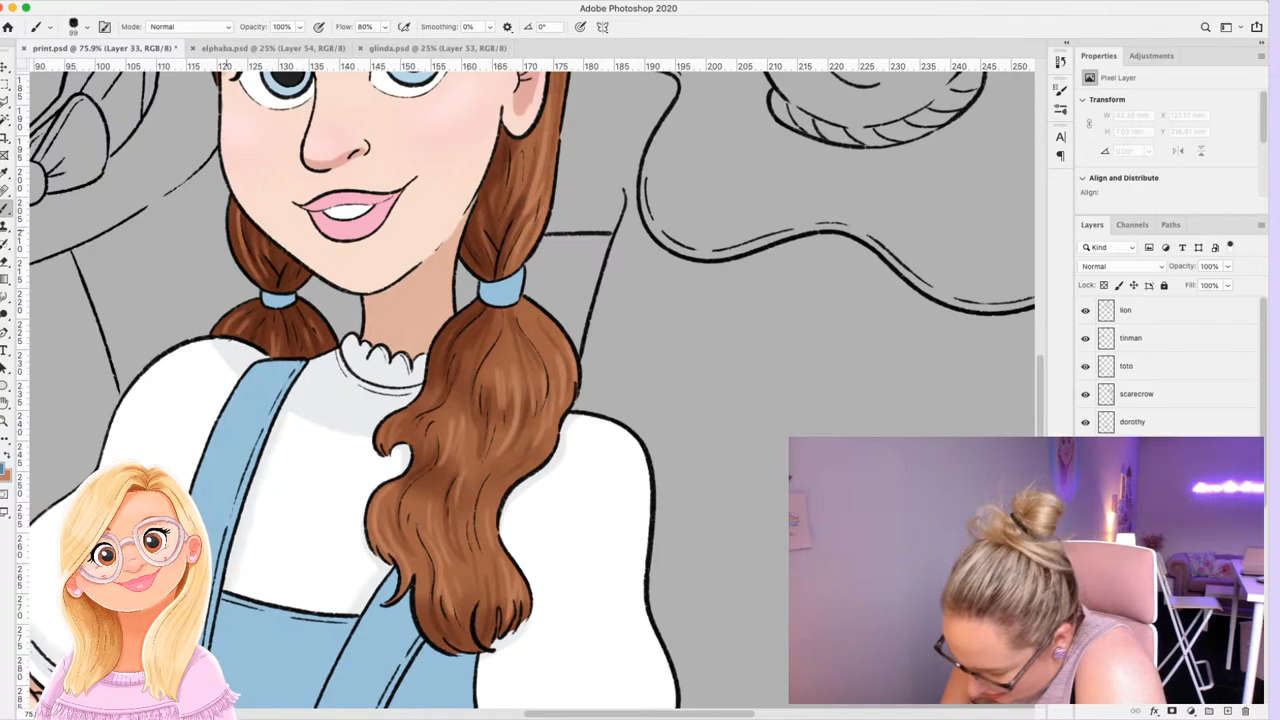 Adobe Photoshop 2020
99
Mode: Normal Opacity: 100% Flow: 80% Smoothing: 0% 0°
print.psd @ 75.9% (Layer 33, RGB/8) * elphaba.psd @ 25% (Layer 54, RGB/8) glinda.psd @ 25% (Layer 53, RGB/8)
90 95 100 105 110 115 120 125 130 135 140 145 150 155 160 165 170 175 180 185 190 195 200 205 210 215 220 225 230 235 240 245 250
Properties Adjustments
Pixel Layer
Transform
W X
H Y
Align and Distribute
Align:
Layers Channels Paths
Kind
Normal Opacity: 100%
Lock: Fill: 100%
lion
tinman
toto
scarecrow
dorothy